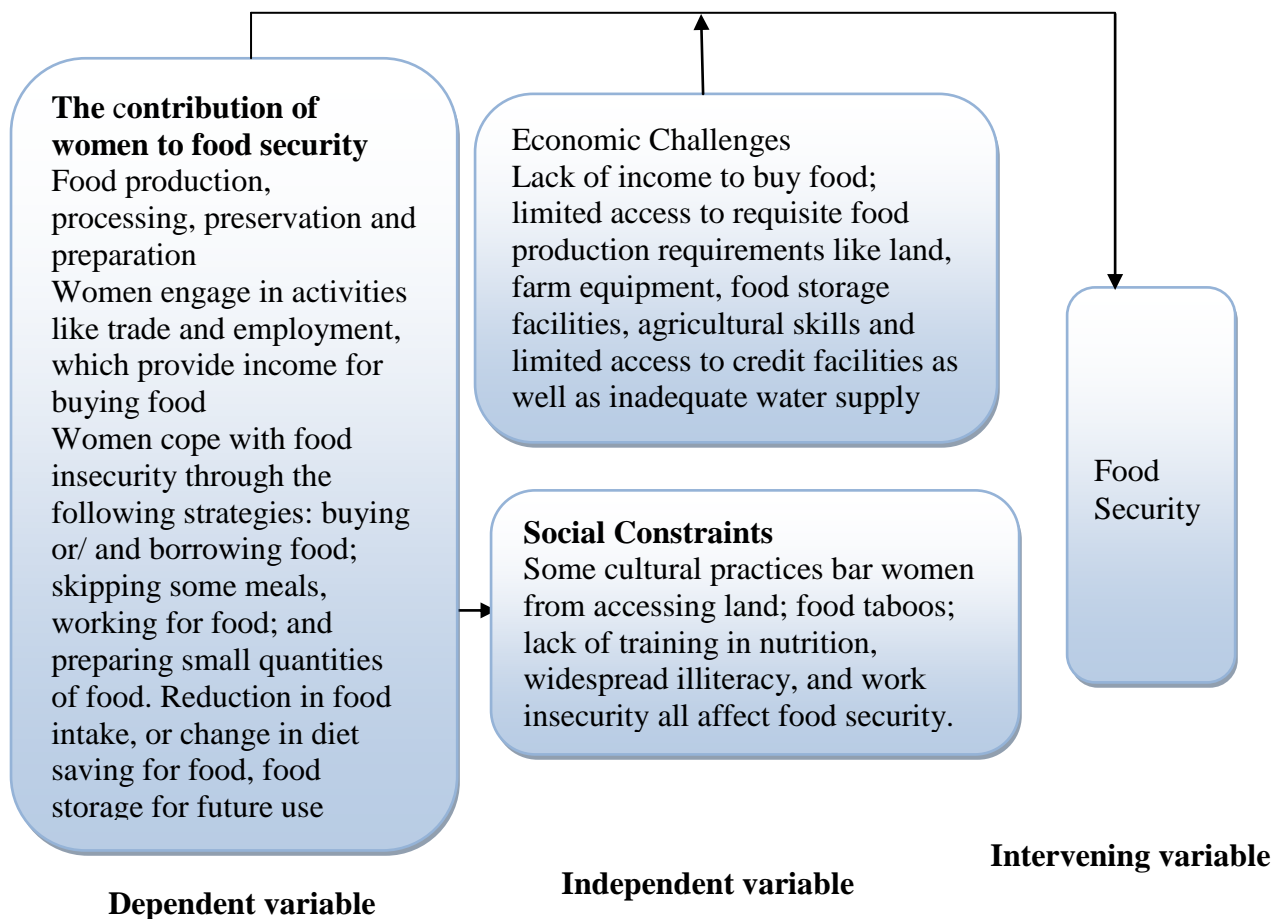 The contribution of
women to food security
Food production,
processing, preservation and
preparation
Women engage in activities
like trade and employment,
which provide income for
buying food
Women cope with food
insecurity through the
following strategies: buying
or/ and borrowing food;
skipping some meals,
working for food; and
preparing small quantities
of food. Reduction in food
intake, or change in diet
saving for food, food
storage for future use
Economic Challenges
Lack of income to buy food;
limited access to requisite food
production requirements like land,
farm equipment, food storage
facilities, agricultural skills and
limited access to credit facilities as
well as inadequate water supply
Social Constraints
Some cultural practices bar women
from accessing land; food taboos;
lack of training in nutrition,
widespread illiteracy, and work
insecurity all affect food security.
Food
Security
Dependent variable
Independent variable
Intervening variable